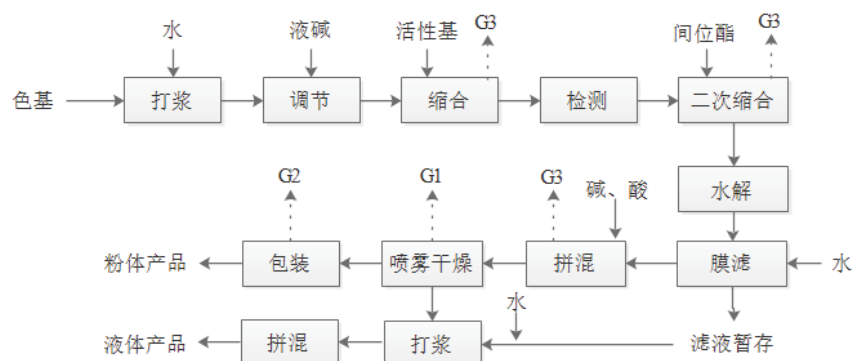 水 液碱 活性基 G3 间位酯 G3
色基 打浆 调节 缩合 检测 二次缩合
水解
G2 G1 G3 碱、酸
粉体产品 包装 喷雾干燥 拼混 膜滤 水
水
液体产品 拼混 打浆 滤液暂存